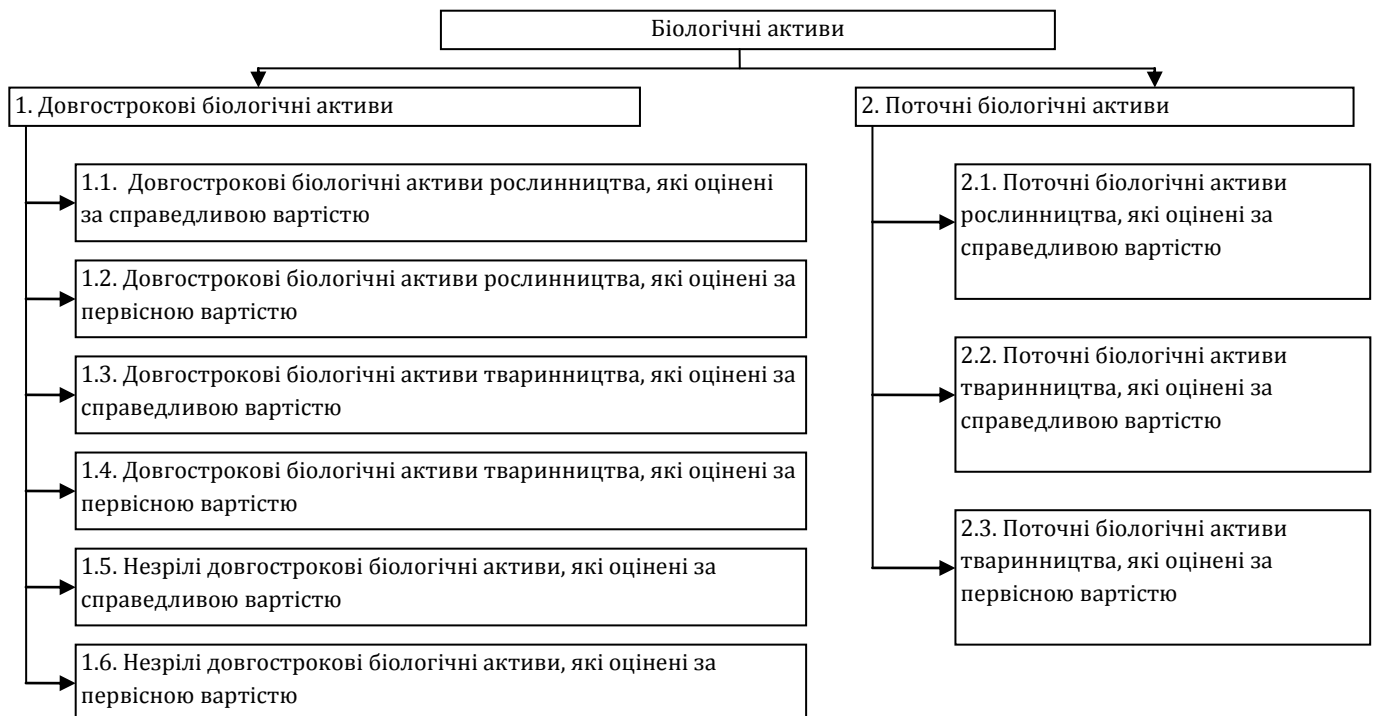 Біологічні активи
1. Довгострокові біологічні активи
1.1. Довгострокові біологічні активи рослинництва, які оцінені
за справедливою вартістю
1.2. Довгострокові біологічні активи рослинництва, які оцінені за
первісною вартістю
1.3. Довгострокові біологічні активи тваринництва, які оцінені за
справедливою вартістю
1.4. Довгострокові біологічні активи тваринництва, які оцінені за
первісною вартістю
1.5. Незрілі довгострокові біологічні активи, які оцінені за
справедливою вартістю
1.6. Незрілі довгострокові біологічні активи, які оцінені за
первісною вартістю
2. Поточні біологічні активи
2.1. Поточні біологічні активи
рослинництва, які оцінені за
справедливою вартістю
2.2. Поточні біологічні активи
тваринництва, які оцінені за
справедливою вартістю
2.3. Поточні біологічні активи
тваринництва, які оцінені за
первісною вартістю